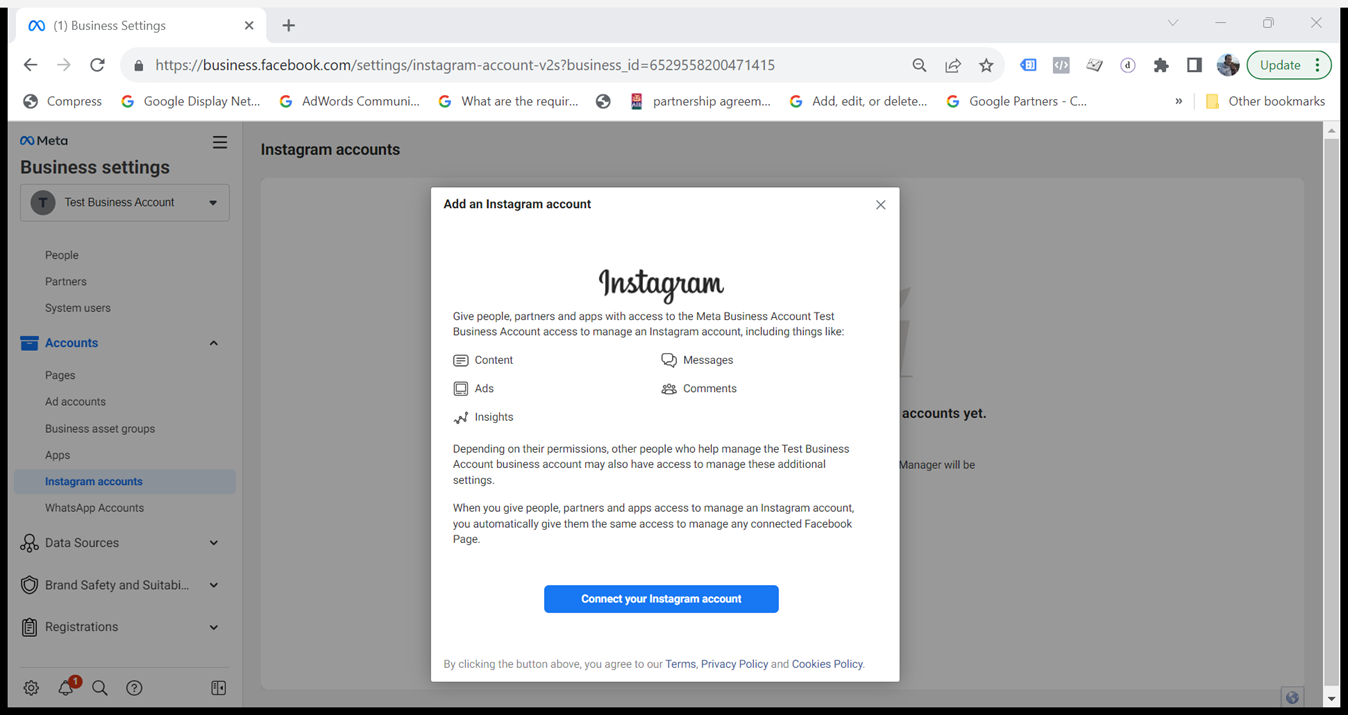 (1) Business Settings
https://business.facebook.com/settings/instagram-account-v2s?business_id=6529558200471415
Update
Compress
Google Display Net...
AdWords Communi...
What are the requir...
partnership agreem...
Add, edit, or delete...
Google Partners - C...
»
Other bookmarks
Meta
Business settings
T
Test Business Account
People
Partners
System users
Accounts
Pages
Ad accounts
Business asset groups
Apps
Instagram accounts
WhatsApp Accounts
Data Sources
Brand Safety and Suitabi...
Registrations
1
Instagram accounts
accounts yet.
Manager will be
Add an Instagram account
Instagram
Give people, partners and apps with access to the Meta Business Account Test
Business Account access to manage an Instagram account, including things like:
Content
Messages
Ads
Comments
Insights
Depending on their permissions, other people who help manage the Test Business
Account business account may also have access to manage these additional
settings.
When you give people, partners and apps access to manage an Instagram account,
you automatically give them the same access to manage any connected Facebook
Page.
Connect your Instagram account
By clicking the button above, you agree to our Terms, Privacy Policy and Cookies Policy.